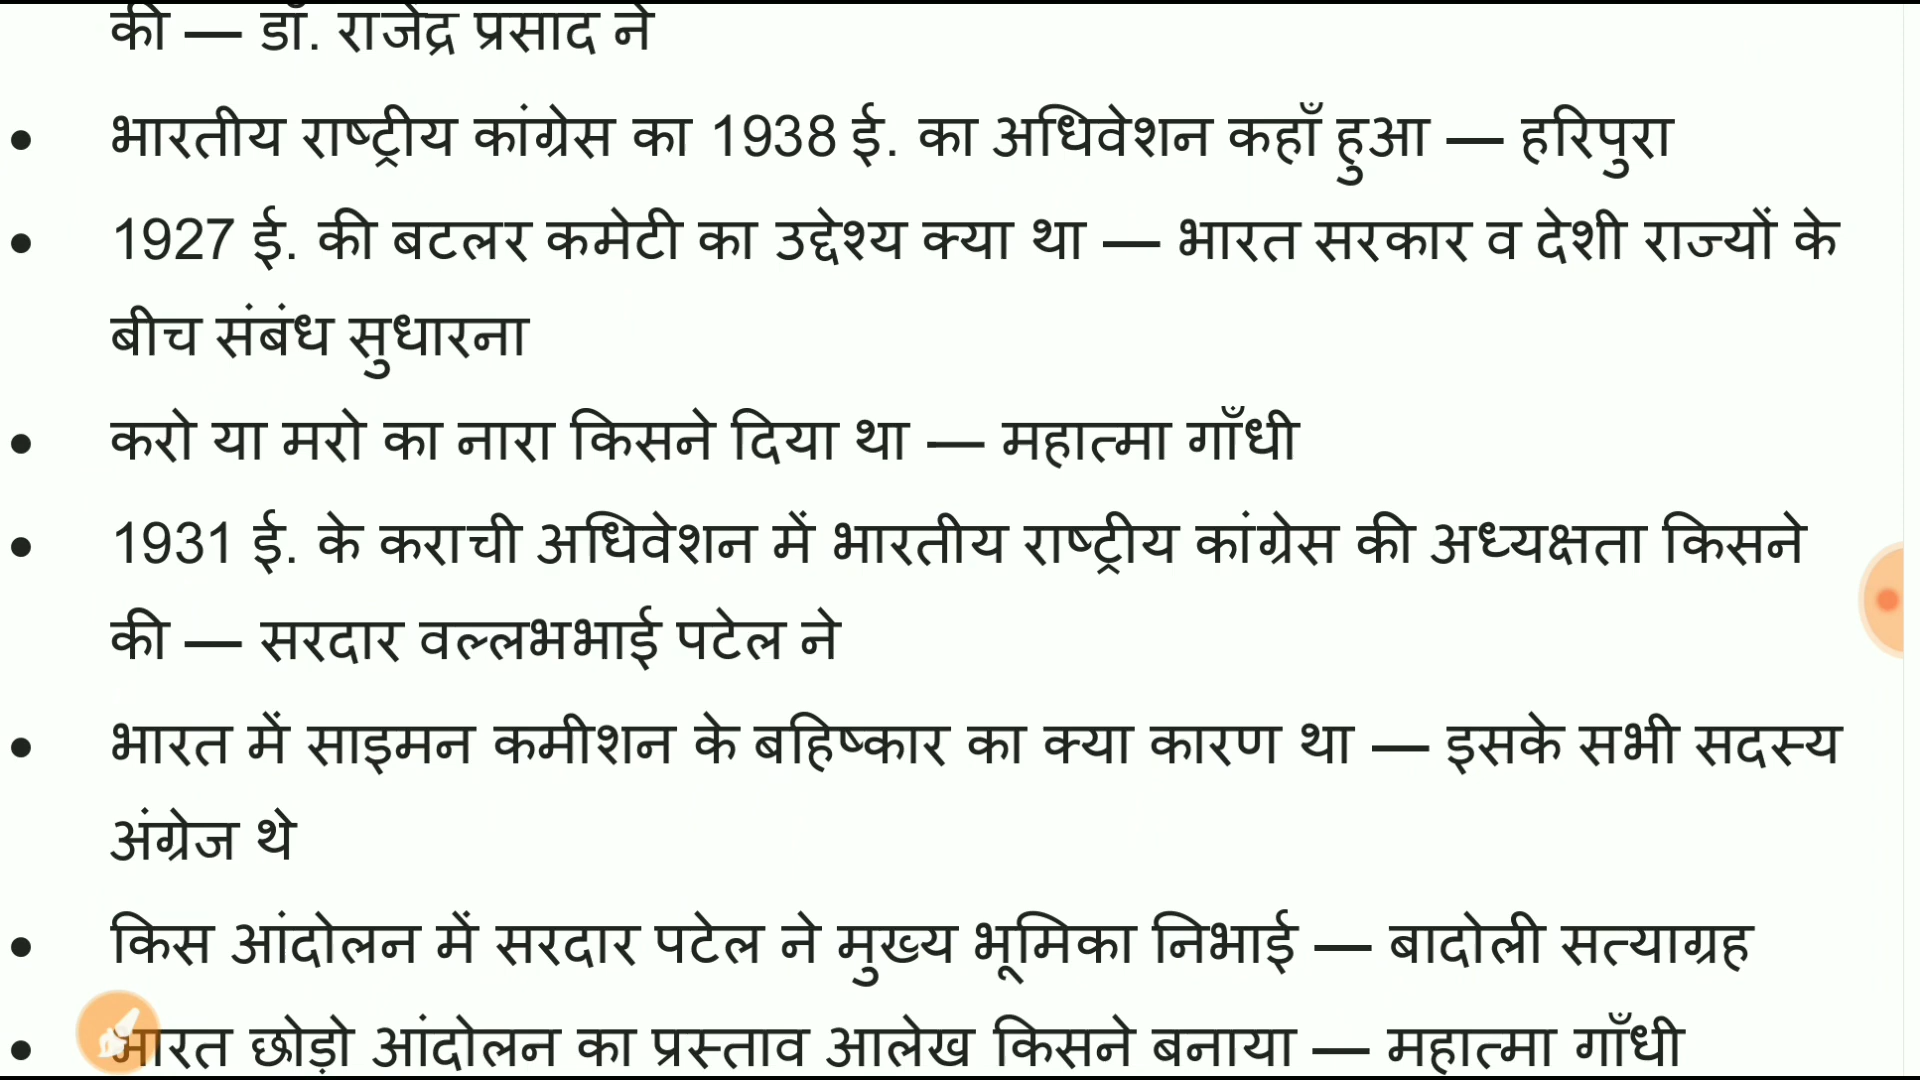 की — डॉ. राजेंद्र प्रसाद ने
• भारतीय राष्ट्रीय कांग्रेस का 1938 ई. का अधिवेशन कहाँ हुआ — हरिपुरा
• 1927 ई. की बटलर कमेटी का उद्देश्य क्या था — भारत सरकार व देशी राज्यों के
बीच संबंध सुधारना
• करो या मरो का नारा किसने दिया था — महात्मा गाँधी
• 1931 ई. के कराची अधिवेशन में भारतीय राष्ट्रीय कांग्रेस की अध्यक्षता किसने
की — सरदार वल्लभभाई पटेल ने
• भारत में साइमन कमीशन के बहिष्कार का क्या कारण था — इसके सभी सदस्य
अंग्रेज थे
• किस आंदोलन में सरदार पटेल ने मुख्य भूमिका निभाई — बादोली सत्याग्रह
• भारत छोड़ो आंदोलन का प्रस्ताव आलेख किसने बनाया — महात्मा गाँधी